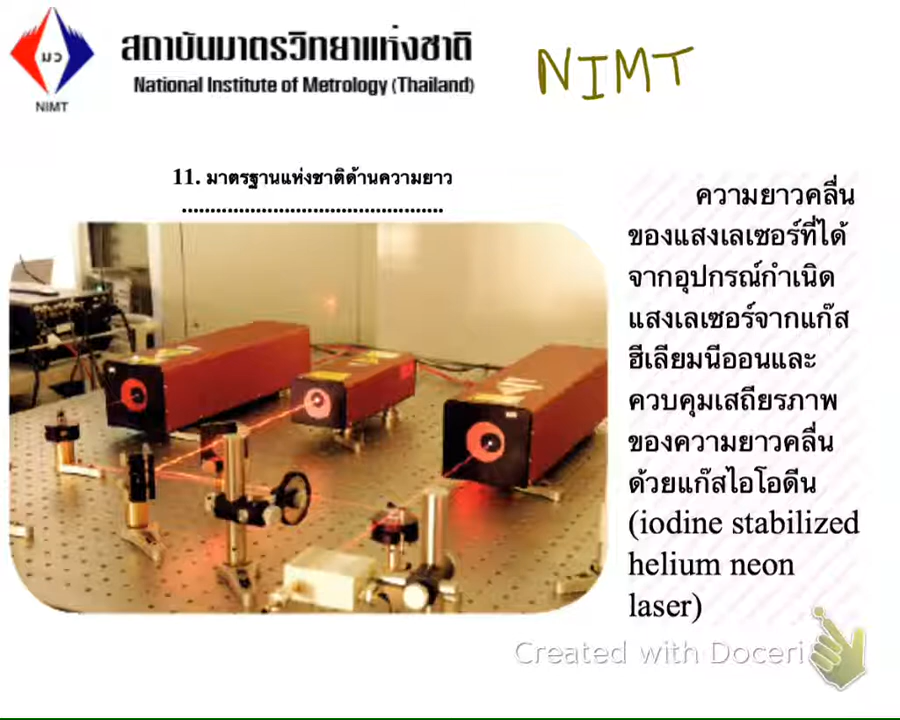 สถาบันมาตรวิทยาแห่งชาติ
National Institute of Metrology (Thailand)
มว
NIMT
NIMT
11. มาตรฐานแห่งชาติด้านความยาว
................................................
ความยาวคลื่น
ของแสงเลเซอร์ที่ได้
จากอุปกรณ์กำเนิด
แสงเลเซอร์จากแก๊ส
ฮีเลียมนีออนและ
ควบคุมเสถียรภาพ
ของความยาวคลื่น
ด้วยแก๊สไอโอดีน
(iodine stabilized
helium neon
laser)
Created with Doceri